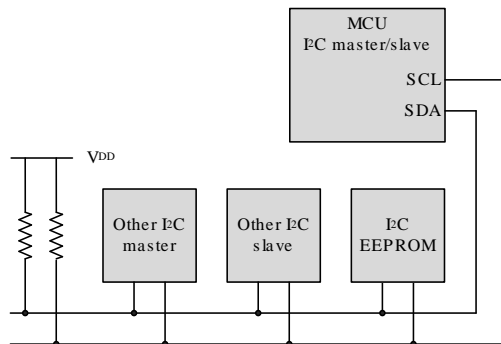 MCU
I²C master/slave
SCL
SDA
VDD
Other I²C
master
Other I²C
slave
I²C
EEPROM